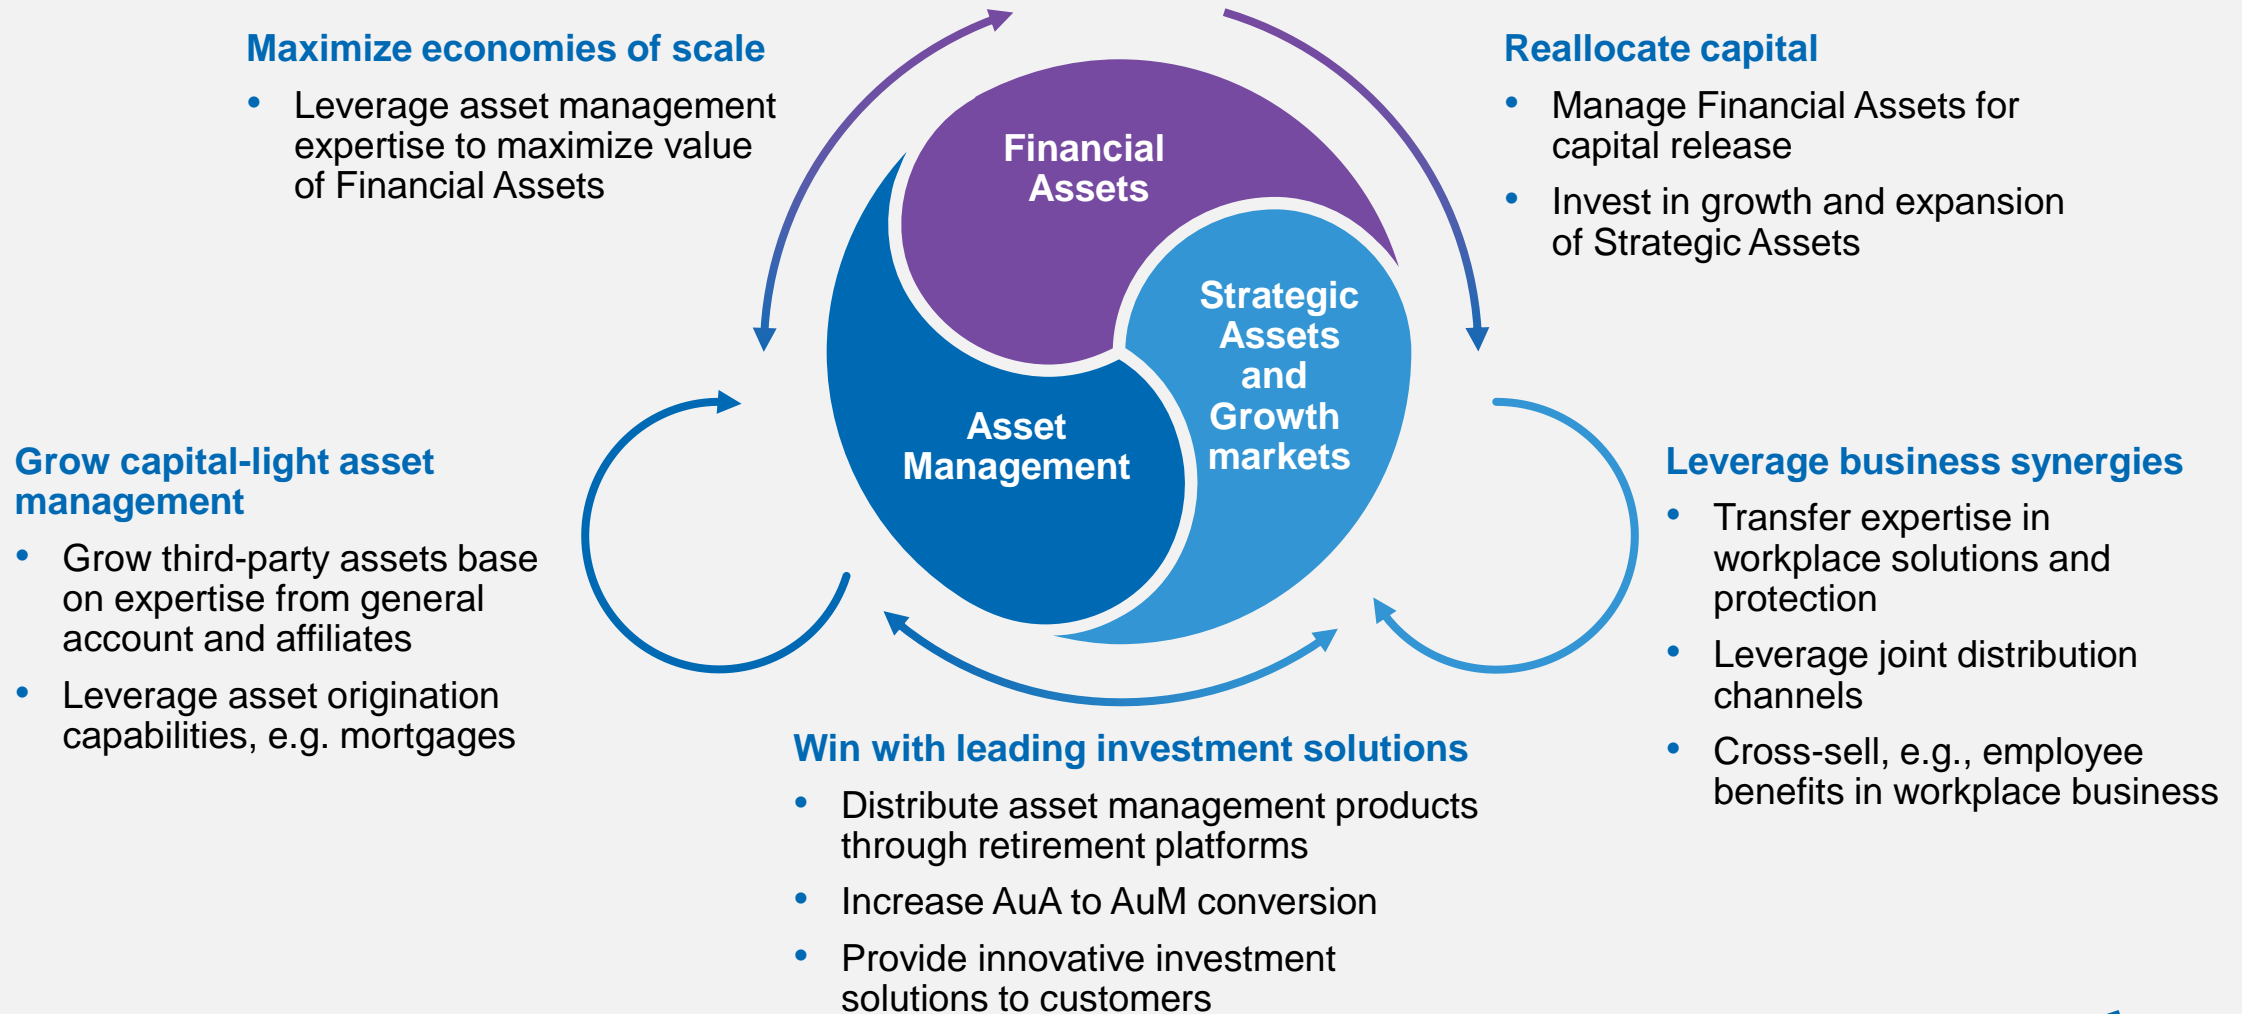 Maximize economies of scale
• Leverage asset management
expertise to maximize value
of Financial Assets
Reallocate capital
• Manage Financial Assets for
capital release
• Invest in growth and expansion
of Strategic Assets
Financial
Assets
Strategic
Assets
and
Growth
markets
Asset
Management
Grow capital-light asset
management
• Grow third-party assets base
on expertise from general
account and affiliates
• Leverage asset origination
capabilities, e.g. mortgages
Leverage business synergies
• Transfer expertise in
workplace solutions and
protection
• Leverage joint distribution
channels
• Cross-sell, e.g., employee
benefits in workplace business
Win with leading investment solutions
• Distribute asset management products
through retirement platforms
• Increase AuA to AuM conversion
• Provide innovative investment
solutions to customers